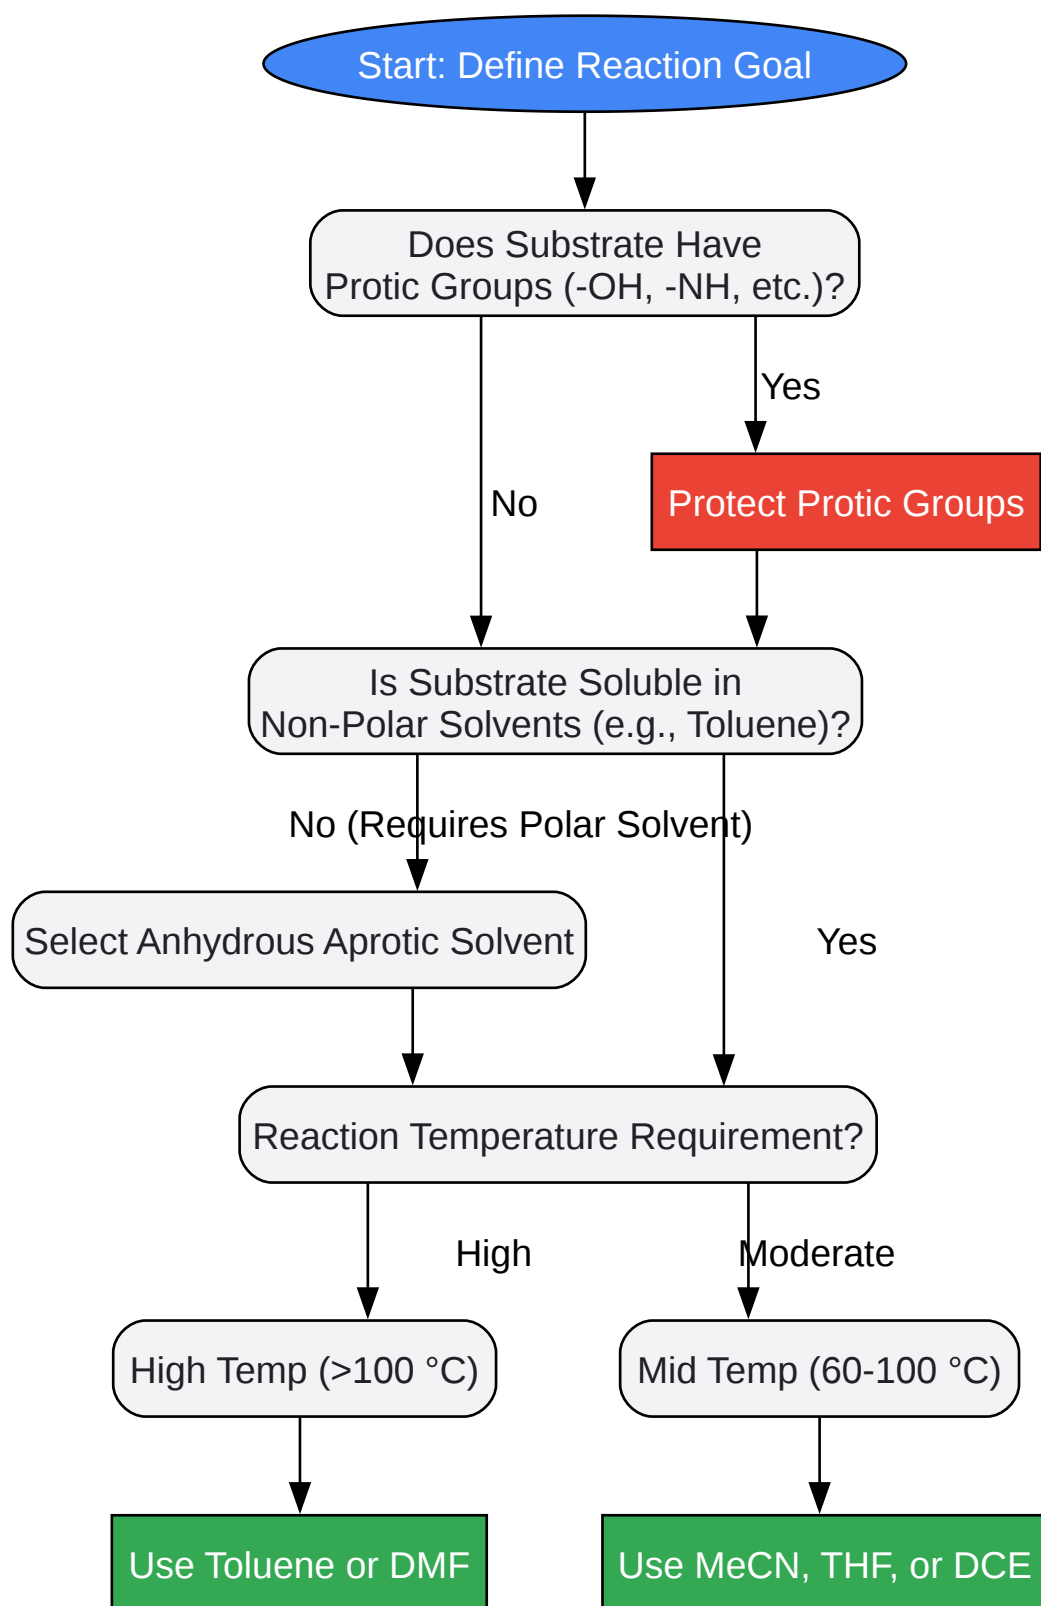 Start: Define Reaction Goal
Does Substrate Have
Protic Groups (-OH, -NH, etc.)?
Yes
No
Protect Protic Groups
Is Substrate Soluble in
Non-Polar Solvents (e.g., Toluene)?
No (Requires Polar Solvent)
Select Anhydrous Aprotic Solvent
Yes
Reaction Temperature Requirement?
High
Moderate
High Temp (>100 °C)
Mid Temp (60-100 °C)
Use Toluene or DMF
Use MeCN, THF, or DCE